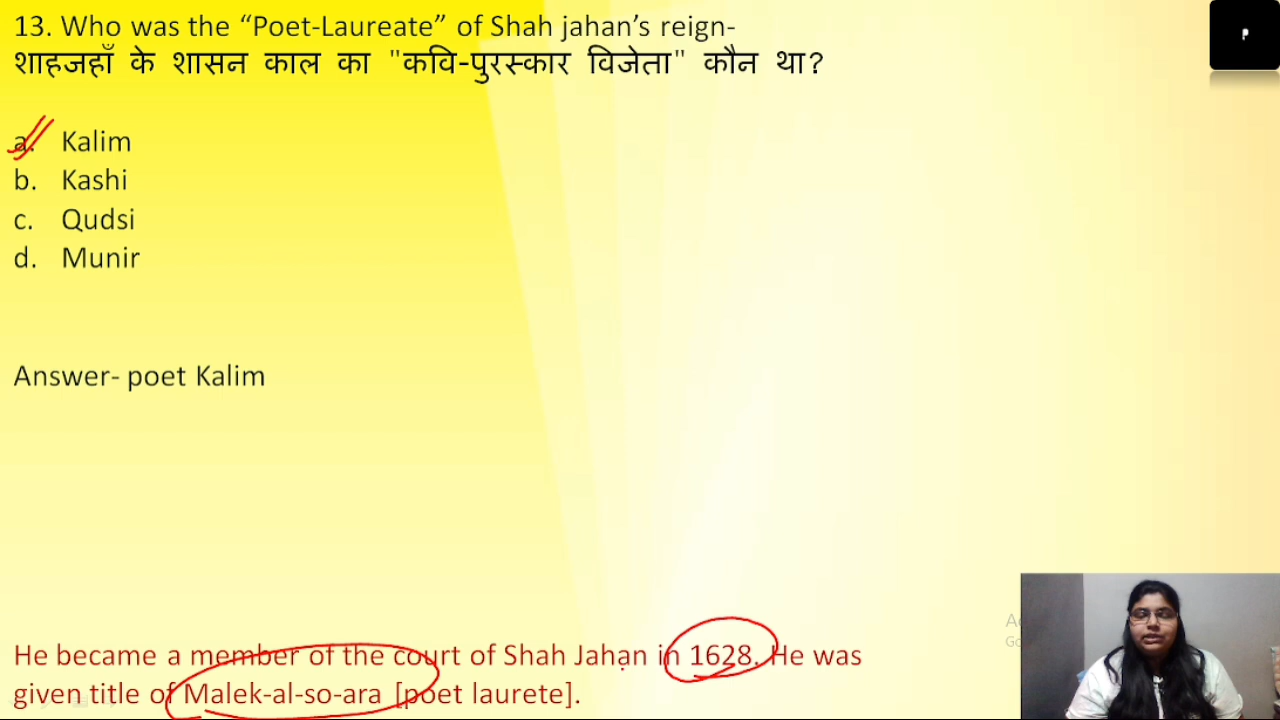 13. Who was the “Poet-Laureate” of Shah jahan’s reign-
शाहजहाँ के शासन काल का "कवि-पुरस्कार विजेता" कौन था?
a. Kalim
b. Kashi
c. Qudsi
d. Munir
Answer- poet Kalim
He became a member of the court of Shah Jahạn in 1628. He was
given title of Malek-al-so-ara [poet laurete].